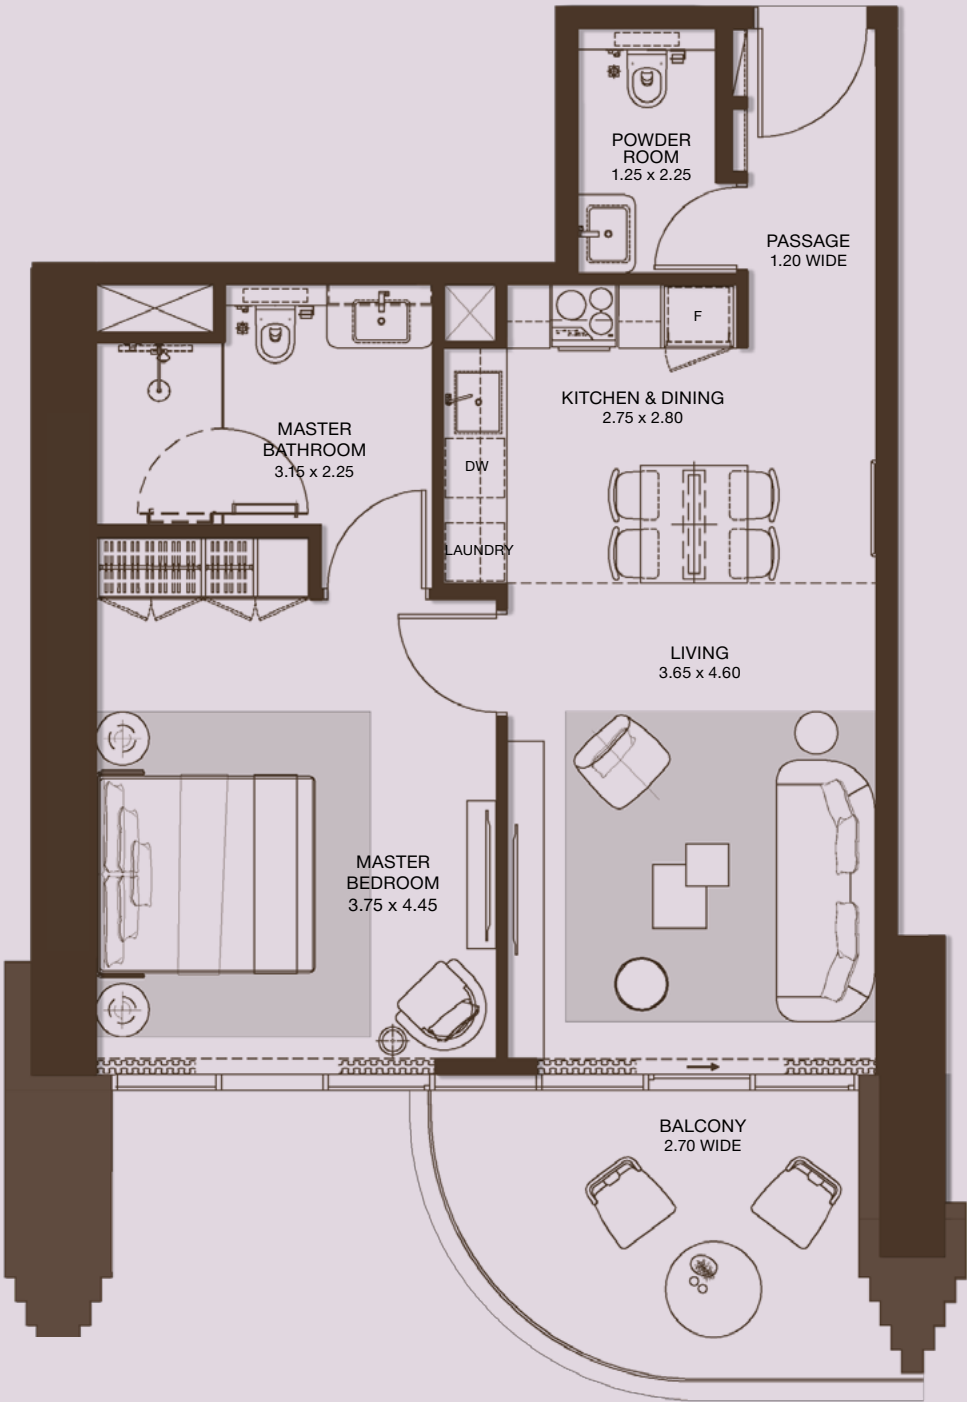 POWDER
ROOM
1.25 x 2.25
PASSAGE
1.20 WIDE
F
KITCHEN & DINING
2.75 x 2.80
MASTER
BATHROOM
3.15 x 2.25
DW
LAUNDRY
LIVING
3.65 x 4.60
MASTER
BEDROOM
3.75 x 4.45
BALCONY
2.70 WIDE